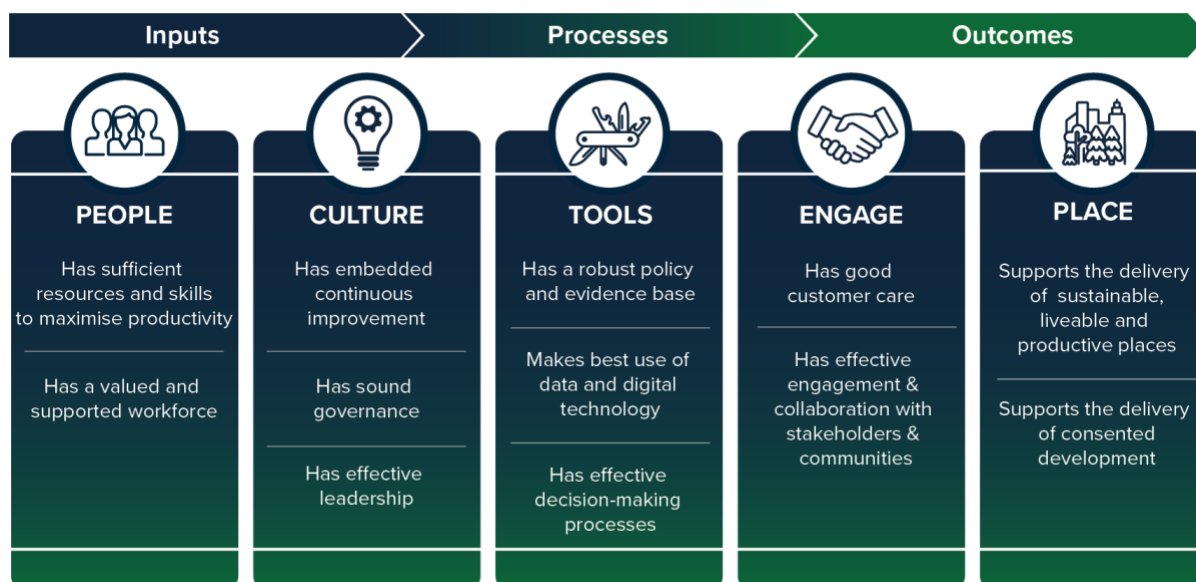 Inputs
Processes
Outcomes
PEOPLE
Has sufficient
resources and skills
to maximise productivity
Has a valued and
supported workforce
CULTURE
Has embedded
continuous
improvement
Has sound
governance
Has effective
leadership
TOOLS
Has a robust policy
and evidence base
Makes best use of
data and digital
technology
Has effective
decision-making
processes
ENGAGE
Has good
customer care
Has effective
engagement &
collaboration with
stakeholders &
communities
PLACE
Supports the delivery
of sustainable,
liveable and
productive places
Supports the delivery
of consented
development